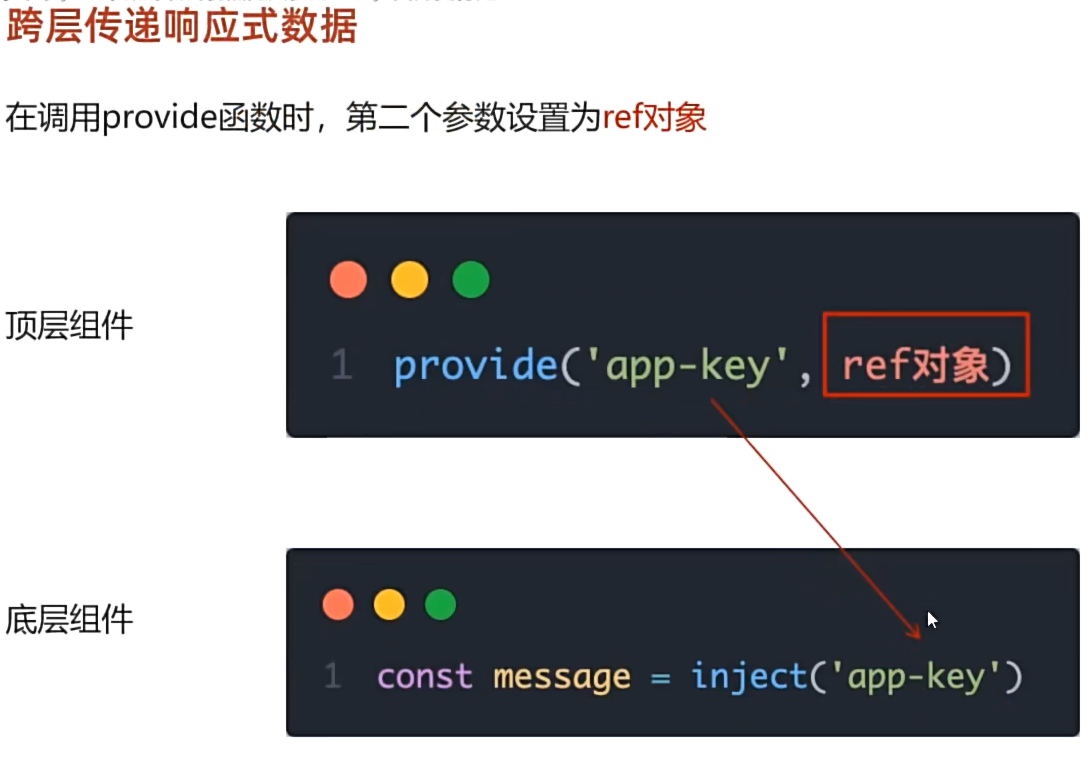 跨层传递响应式数据
在调用provide函数时，第二个参数设置为ref对象
顶层组件
1 provide('app-key', ref对象)
底层组件
1 const message = inject('app-key')